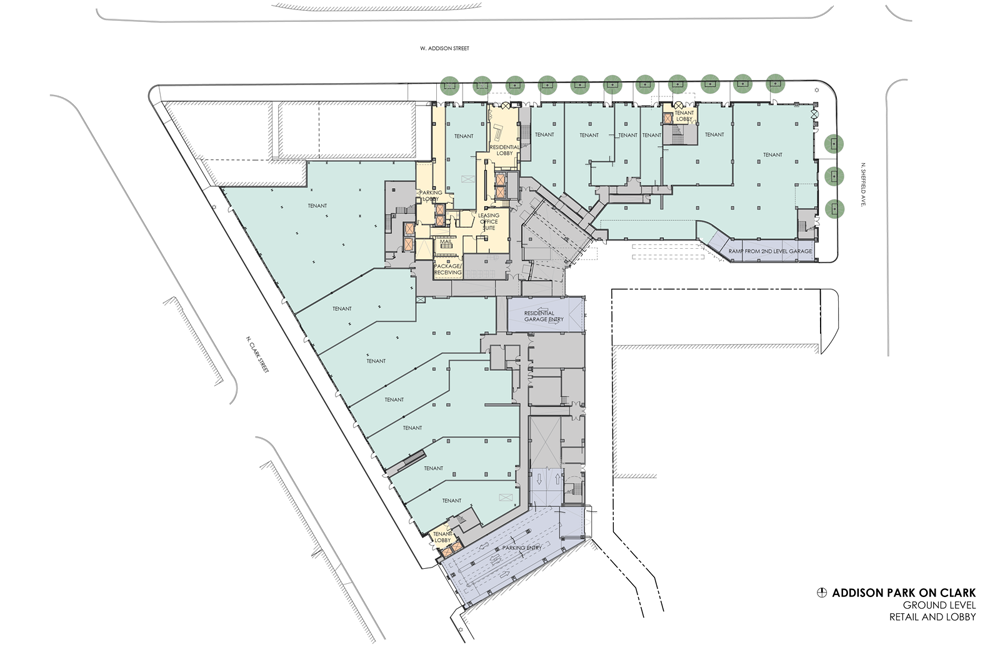 W. ADDISON STREET
TENANT
RESIDENTIAL
LOBBY
TENANT
TENANT
TENANT
TENANT
TENANT
LOBBY
TENANT
TENANT
N. SHEFFIELD AVE.
PARKING
LOBBY
TENANT
LEASING
OFFICE
SUITE
MAIL
PACKAGE/
RECEIVING
RAMP FROM 2ND LEVEL GARAGE
TENANT
RESIDENTIAL
GARAGE ENTRY
N. CLARK STREET
TENANT
TENANT
TENANT
TENANT
TENANT
TENANT
LOBBY
PARKING ENTRY
ADDISON PARK ON CLARK
GROUND LEVEL
RETAIL AND LOBBY